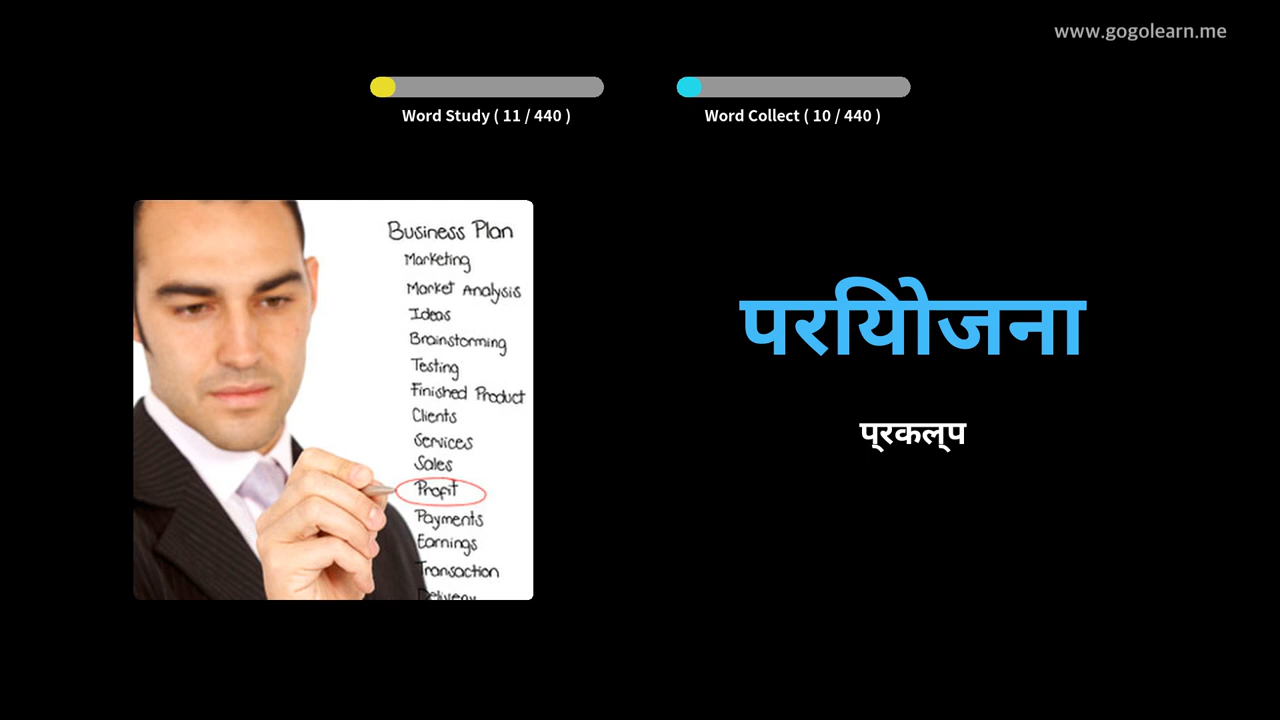 www.gogolearn.me
Word Study ( 11 / 440 )
Word Collect ( 10 / 440 )
Business Plan
Marketing
Market Analysis
Ideas
Brainstorming
Testing
Finished Product
Clients
Services
Sales
Profit
Payments
Earnings
Transaction
Delivery
परियोजना
प्रकल्प